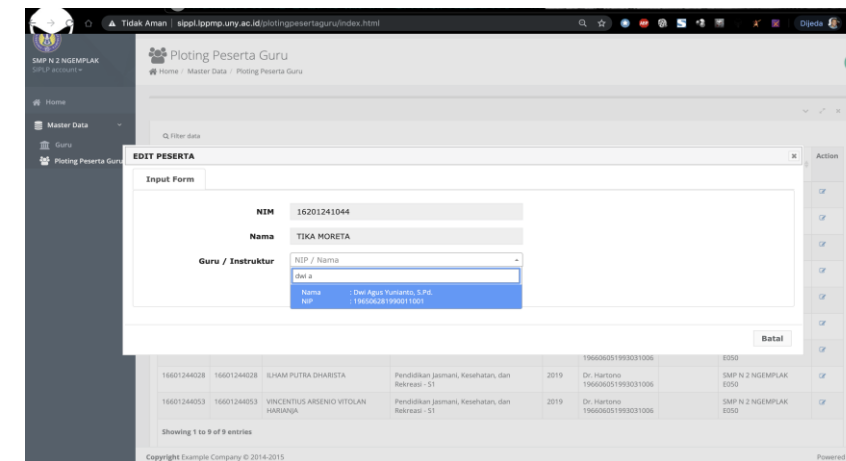 Tidak Aman | sippl.lppmp.uny.ac.id/plotingpesertaguru/index.html
Dijeda
SMP N 2 NGEMPLAK
SIPLP account
Ploting Peserta Guru
Home / Master Data / Ploting Peserta Guru
Home
Master Data
Guru
Ploting Peserta Guru
Filter data
Action
EDIT PESERTA
Input Form
NIM 16201241044
Nama TIKA MORETA
Guru / Instruktur NIP / Nama
dwi a
Nama : Dwi Agus Yunianto, S.Pd.
NIP : 196506281990011001
Batal
196606051993031006 E050
16601244028 16601244028 ILHAM PUTRA DHARISTA Pendidikan Jasmani, Kesehatan, dan 2019 Dr. Hartono SMP N 2 NGEMPLAK
Rekreasi - S1 196606051993031006 E050
16601244053 16601244053 VINCENTIUS ARSENIO VITOLAN Pendidikan Jasmani, Kesehatan, dan 2019 Dr. Hartono SMP N 2 NGEMPLAK
HARIANJA Rekreasi - S1 196606051993031006 E050
Showing 1 to 9 of 9 entries
Copyright Example Company © 2014-2015 Powered